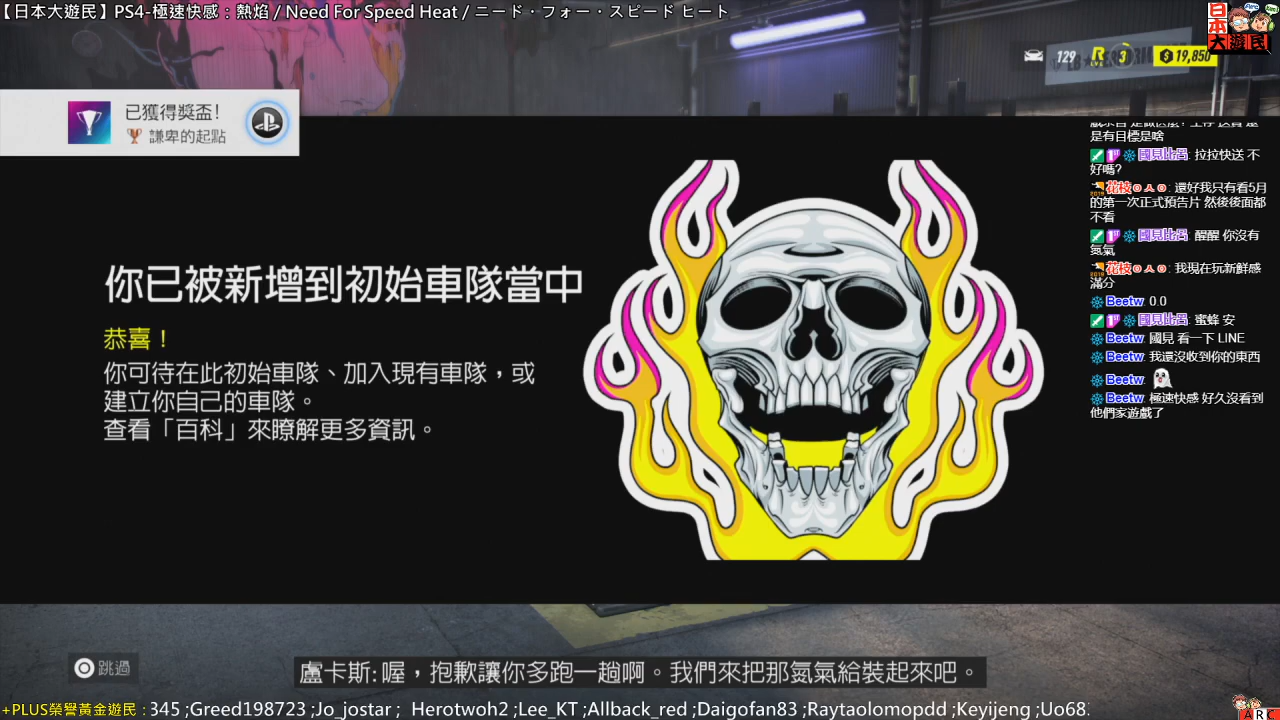 【日本大遊民】PS4-極速快感：熱焰 / Need For Speed Heat / ニード・フォー・スピード ヒート
日本
大遊民
129
3
19,850
已獲得獎盃！
謙卑的起點
是有目標是啥
國見比呂: 拉拉快送 不
好嗎?
花枝ㆆㅅㆆ: 還好我只有看5月
的第一次正式預告片 然後後面都
不看
國見比呂: 醒醒 你沒有
氮氣
花枝ㆆㅅㆆ: 我現在玩新鮮感
滿分
Beetw: 0.0
國見比呂: 蜜蜂 安
Beetw: 國見 看一下 LINE
Beetw: 我還沒收到你的東西
Beetw:
Beetw: 極速快感 好久沒看到
他們家遊戲了
你已被新增到初始車隊當中
恭喜！
你可待在此初始車隊、加入現有車隊，或
建立你自己的車隊。
查看「百科」來瞭解更多資訊。
跳過
盧卡斯: 喔，抱歉讓你多跑一趟啊。我們來把那氮氣給裝起來吧。
+PLUS榮譽黃金遊民：345 ;Greed198723 ;Jo_jostar ; Herotwoh2 ;Lee_KT ;Allback_red ;Daigofan83 ;Raytaolomopdd ;Keyijeng ;Uo68
ARC